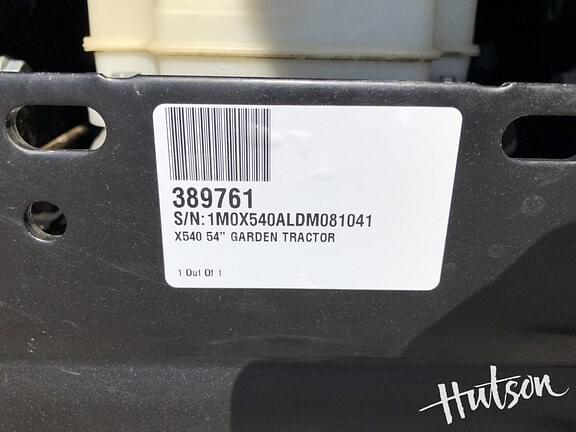 389761
S/N:1M0X540ALDM081041
X540 54" GARDEN TRACTOR
1 Out Of 1
Hutson